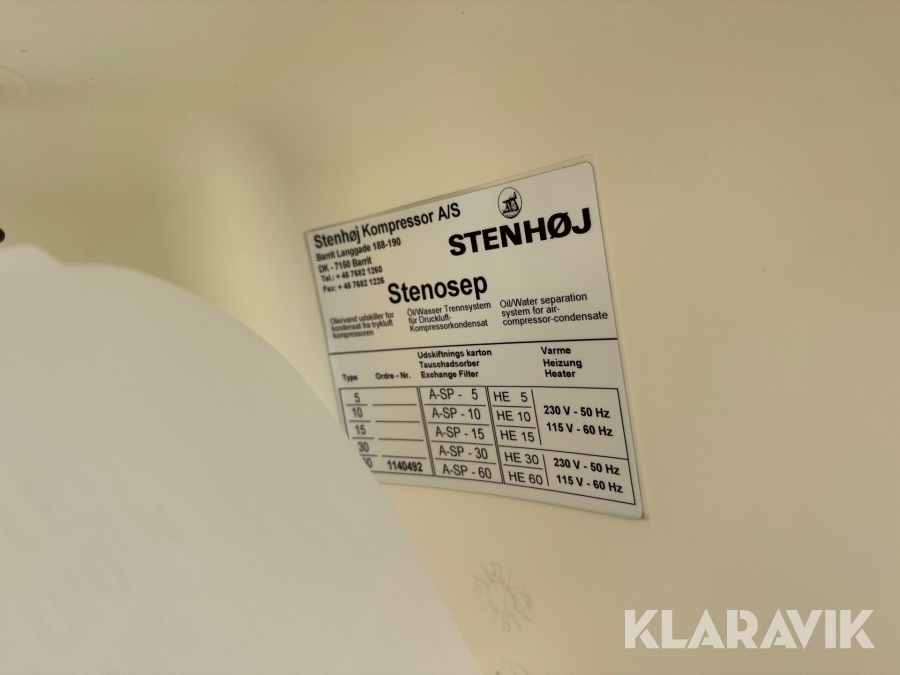 Stenhøj Kompressor A/S
Barrit Langgade 188-190
DK - 7150 Barrit
Tel.: + 45 7682 1260
Fax: + 45 7682 1226
STENHØJ
Stenosep
Olie/vand udskiller for
kondensat fra trykluft
kompressoren
Öl/Wasser Trennsystem
für Druckluft-
Kompressorkondensat
Oil/Water separation
system for air-
compressor-condensate
Type
Ordre - Nr.
Udskiftnings karton
Tauschadsorber
Exchange Filter
Varme
Heizung
Heater
5 A-SP - 5 HE 5
10 A-SP - 10 HE 10
15 A-SP - 15 HE 15
230 V - 50 Hz
115 V - 60 Hz
30 A-SP - 30 HE 30
1140492 A-SP - 60 HE 60
230 V - 50 Hz
115 V - 60 Hz
KLARAVIK